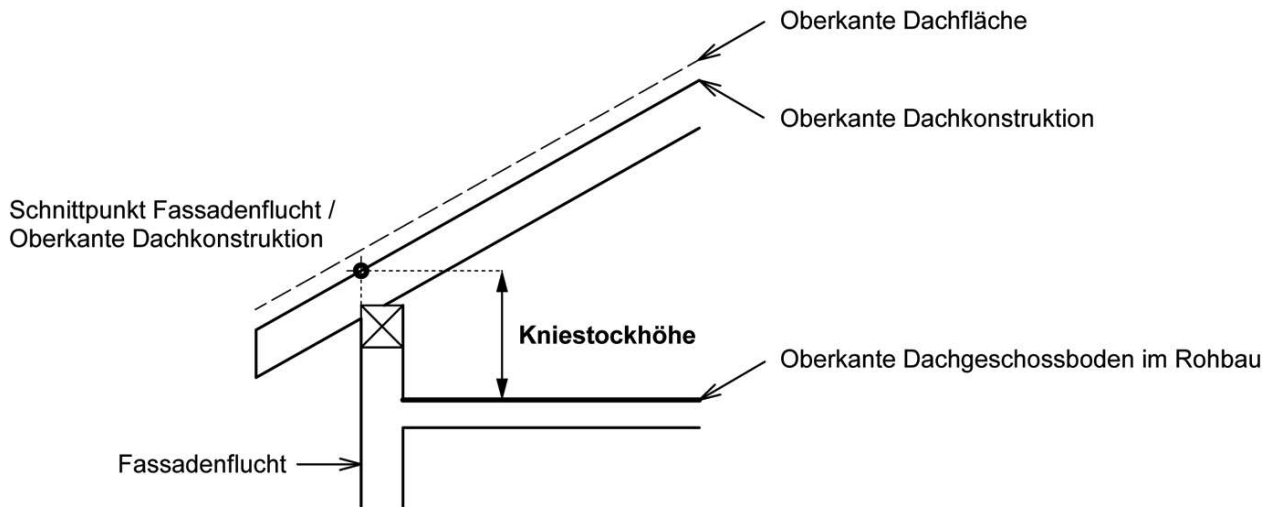 Oberkante Dachfläche
Oberkante Dachkonstruktion
Schnittpunkt Fassadenflucht /
Oberkante Dachkonstruktion
Kniestockhöhe
Oberkante Dachgeschossboden im Rohbau
Fassadenflucht